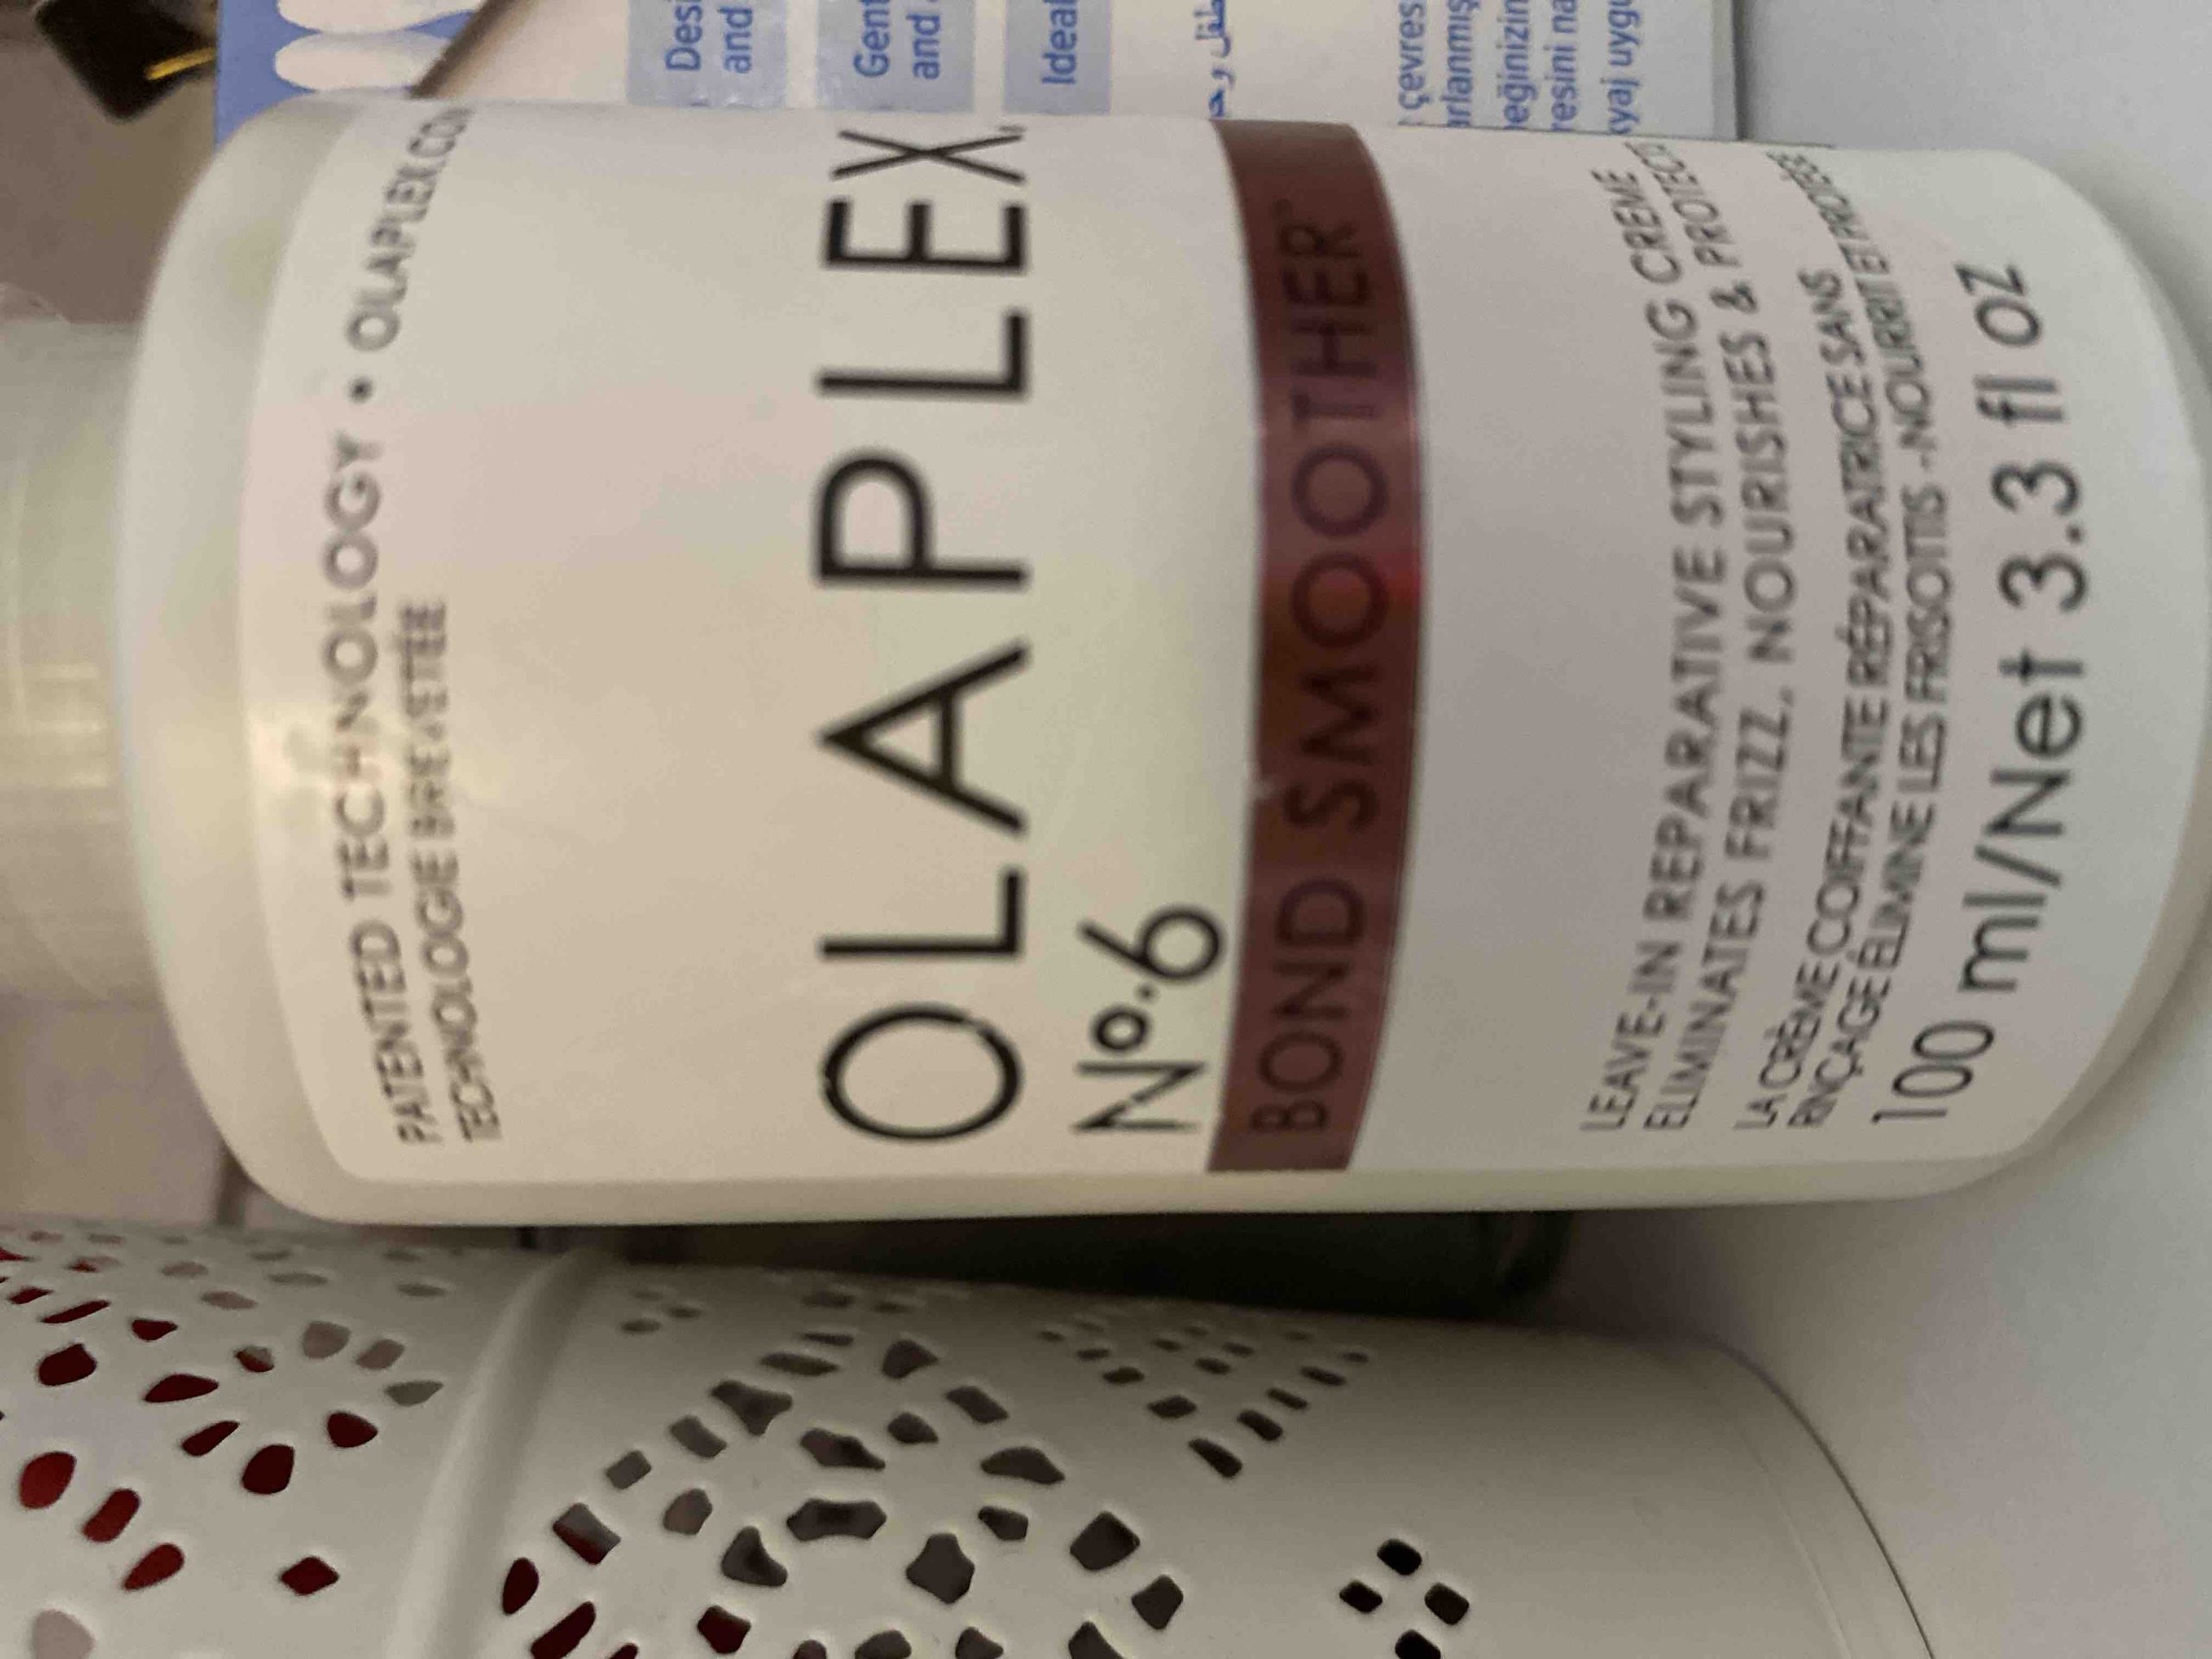 PATENTED TECHNOLOGY • OLAPLEX.CO
TECHNOLOGIE BREVETÉE
OLAPLEX
Nº.6
BOND SMOOTHER
LEAVE-IN REPARATIVE STYLING CREME
ELIMINATES FRIZZ, NOURISHES & PROTECTS
LA CRÈME COIFFANTE RÉPARATRICE SANS
RINÇAGE ÉLIMINE LES FRISOTTIS - NOURRIT ET PROTÈGE
100 ml/Net 3.3 fl oz
Desi
and
Gent
and
Ideal
çevres
arlanmış
eğinizin
resini na
kyaj uygu